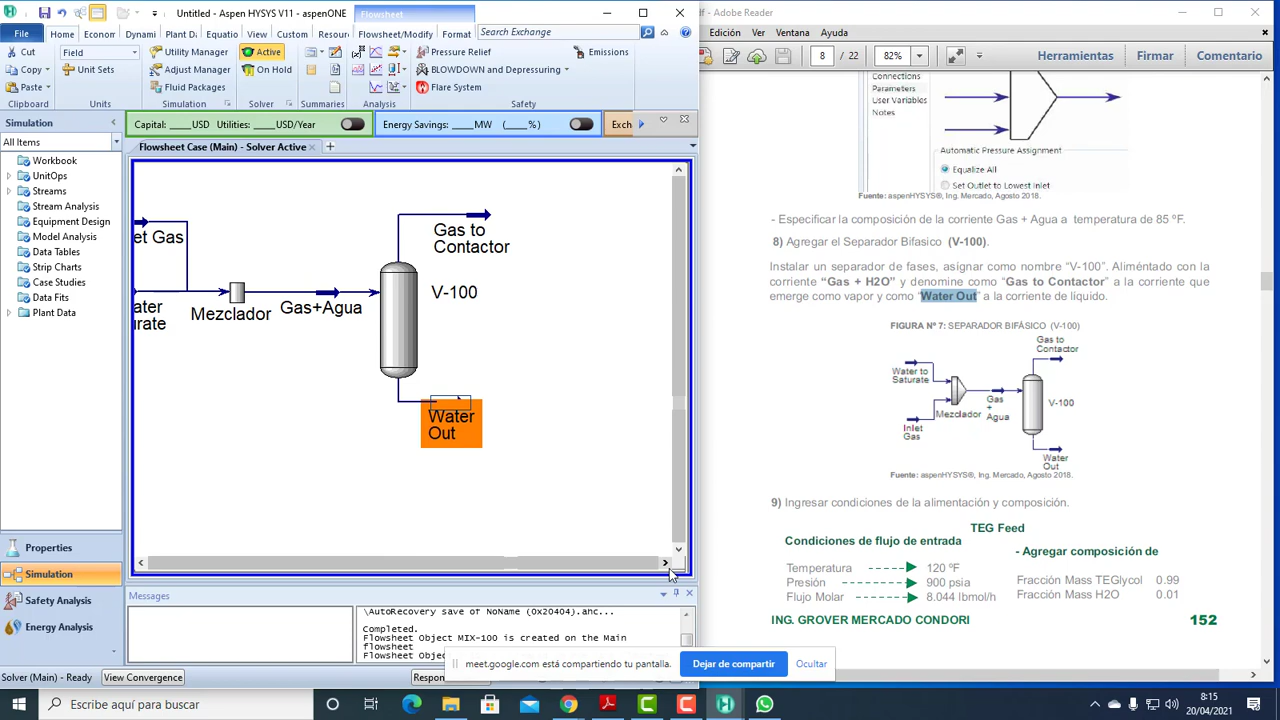 Untitled - Aspen HYSYS V11 - aspenONE
Flowsheet
File Home Econor Dynami Plant Da Equatio View Custom Resour Flowsheet/Modify Format Search Exchange
Cut
Copy
Paste
Clipboard
Field
Unit Sets
Units
Utility Manager
Adjust Manager
Fluid Packages
Simulation
Active
On Hold
Solver
Summaries
Analysis
Pressure Relief
BLOWDOWN and Depressuring
Flare System
Emissions
Safety
Capital: ____USD Utilities: ____USD/Year
Energy Savings: ____MW (____%)
Exch
Simulation
All Items
Workbook
UnitOps
Streams
Stream Analysis
Equipment Design
Model Analysis
Data Tables
Strip Charts
Case Studies
Data Fits
Plant Data
Properties
Simulation
Safety Analysis
Energy Analysis
Flowsheet Case (Main) - Solver Active
Gas to
Contactor
et Gas
V-100
Gas+Agua
Mezclador
ater
urate
Water
Out
Messages
\AutoRecovery save of NoName (0x20404).ahc...
Completed.
Flowsheet Object MIX-100 is created on the Main
flowsheet
Flowsheet Obje
Solver (Main) - Ready
View Convergence
Respon
meet.google.com está compartiendo tu pantalla.
Dejar de compartir
Ocultar
.pdf - Adobe Reader
Edición Ver Ventana Ayuda
8 / 22
82%
Herramientas Firmar Comentario
Connections
Parameters
User Variables
Notes
Automatic Pressure Assignment
Equalize All
Set Outlet to Lowest Inlet
Fuente: aspenHYSYS®, Ing. Mercado, Agosto 2018.
- Especificar la composición de la corriente Gas + Agua a temperatura de 85 ºF.
8) Agregar el Separador Bifasico (V-100).
Instalar un separador de fases, asignar como nombre “V-100”. Aliméntado con la
corriente “Gas + H2O” y denomine como “Gas to Contactor” a la corriente que
emerge como vapor y como “Water Out” a la corriente de líquido.
FIGURA Nº 7: SEPARADOR BIFÁSICO (V-100)
Gas to
Contactor
Water to
Saturate
V-100
Gas
+
Agua
Mezclador
Inlet
Gas
Water
Out
Fuente: aspenHYSYS®, Ing. Mercado, Agosto 2018.
9) Ingresar condiciones de la alimentación y composición.
TEG Feed
Condiciones de flujo de entrada
- Agregar composición de
Temperatura 120 ºF
Presión 900 psia
Flujo Molar 8.044 lbmol/h
Fracción Mass TEGlycol 0.99
Fracción Mass H2O 0.01
ING. GROVER MERCADO CONDORI 152
Escribe aquí para buscar
8:15
20/04/2021